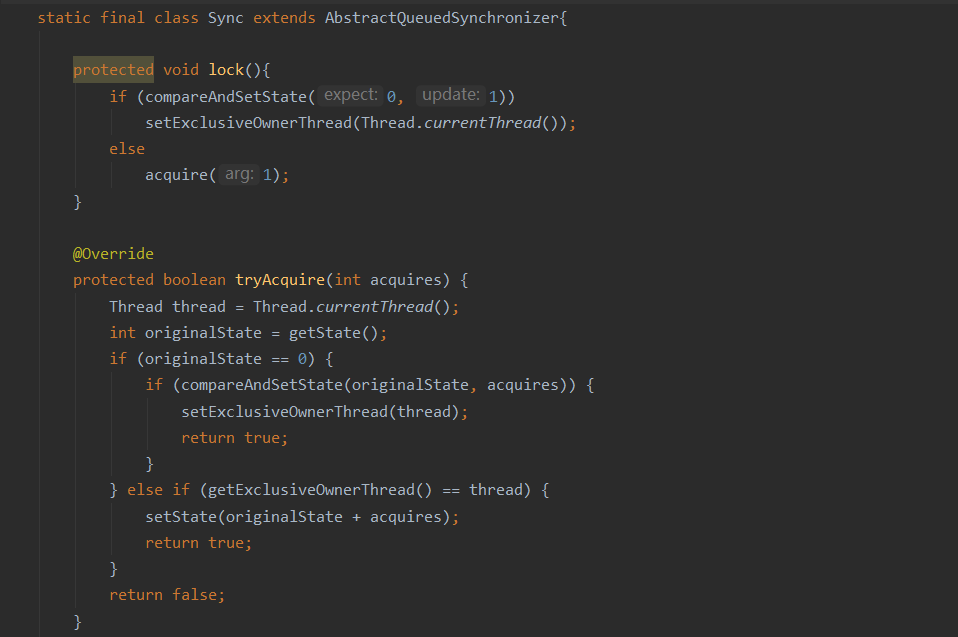 static final class Sync extends AbstractQueuedSynchronizer{
protected void lock(){
if (compareAndSetState( expect: 0, update: 1))
setExclusiveOwnerThread(Thread.currentThread());
else
acquire( arg: 1);
}
@Override
protected boolean tryAcquire(int acquires) {
Thread thread = Thread.currentThread();
int originalState = getState();
if (originalState == 0) {
if (compareAndSetState(originalState, acquires)) {
setExclusiveOwnerThread(thread);
return true;
}
} else if (getExclusiveOwnerThread() == thread) {
setState(originalState + acquires);
return true;
}
return false;
}